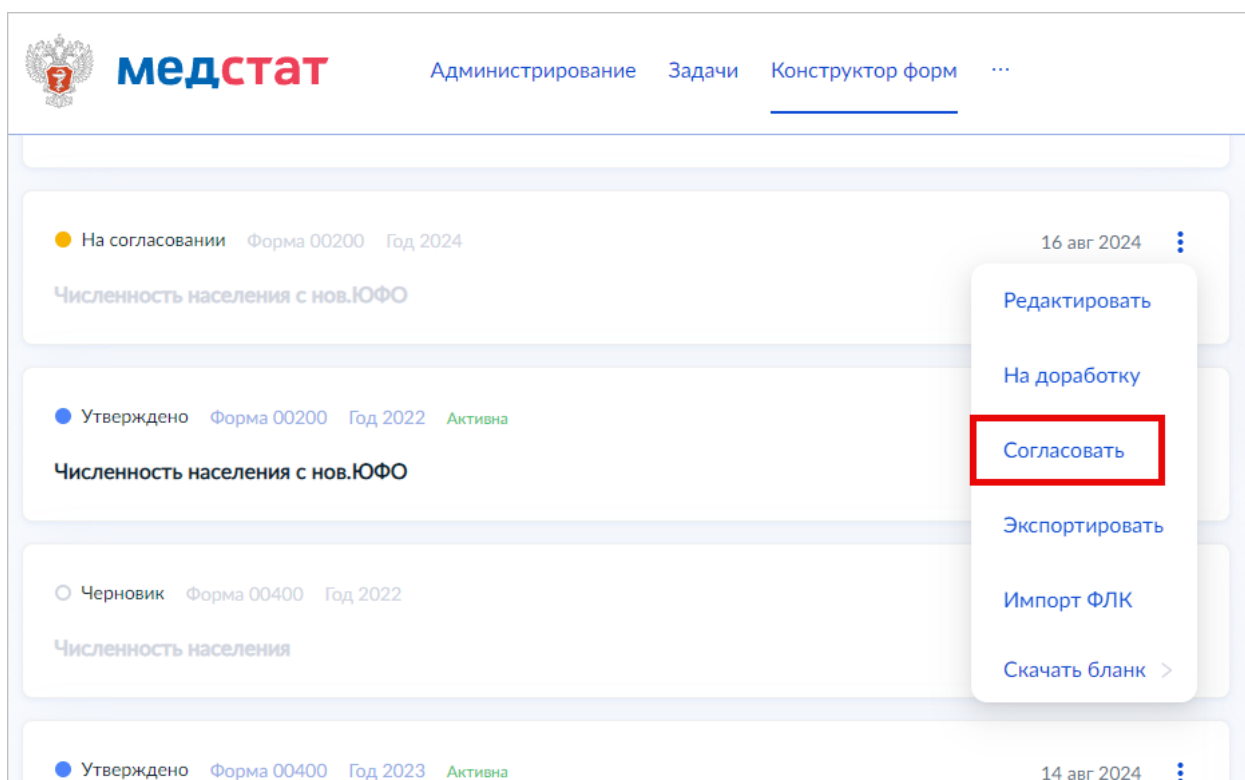 медстат
Администрирование Задачи Конструктор форм ...
На согласовании Форма 00200 Год 2024 16 авг 2024
Численность населения с нов.ЮФО
Редактировать
На доработку
Согласовать
Экспортировать
Импорт ФЛК
Скачать бланк >
Утверждено Форма 00200 Год 2022 Активна
Численность населения с нов.ЮФО
Черновик Форма 00400 Год 2022
Численность населения
Утверждено Форма 00400 Год 2023 Активна 14 авг 2024